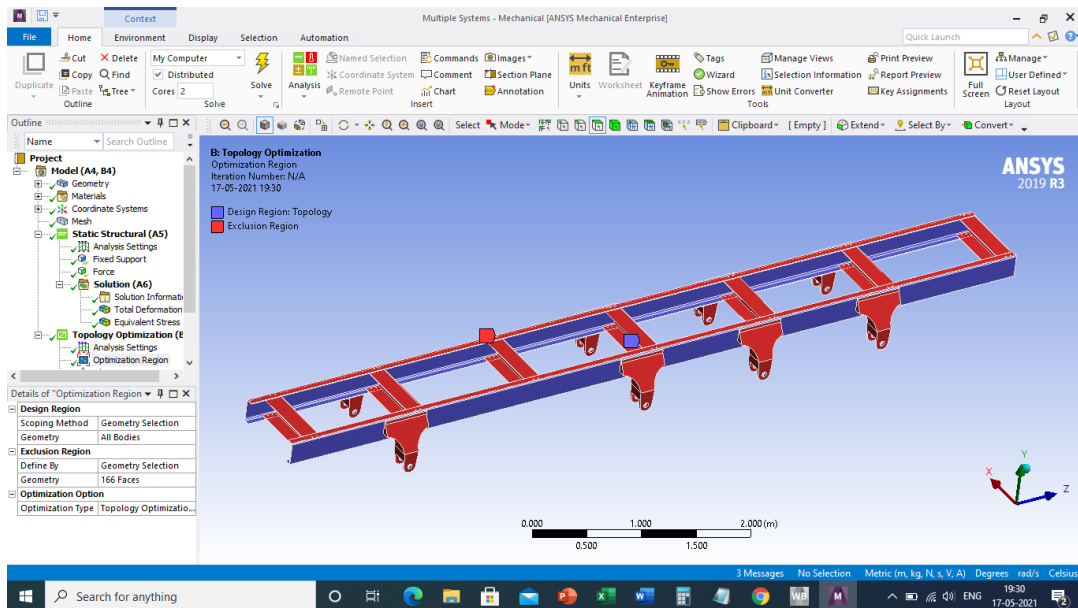 Context
Multiple Systems - Mechanical [ANSYS Mechanical Enterprise]
File Home Environment Display Selection Automation
Quick Launch
Duplicate
Cut
Copy
Paste
Delete
Find
Tree
Outline
My Computer
Distributed
Cores 2
Solve
Solve
Analysis
Named Selection
Coordinate System
Remote Point
Commands
Comment
Chart
Images
Section Plane
Annotation
Insert
Units
Worksheet
Keyframe
Animation
Tags
Wizard
Show Errors
Manage Views
Selection Information
Unit Converter
Print Preview
Report Preview
Key Assignments
Tools
Full
Screen
Manage
User Defined
Reset Layout
Layout
Outline
Name Search Outline
Project
Model (A4, B4)
Geometry
Materials
Coordinate Systems
Mesh
Static Structural (A5)
Analysis Settings
Fixed Support
Force
Solution (A6)
Solution Informati
Total Deformation
Equivalent Stress
Topology Optimization (B
Analysis Settings
Optimization Region
Details of "Optimization Region
Design Region
Scoping Method Geometry Selection
Geometry All Bodies
Exclusion Region
Define By Geometry Selection
Geometry 166 Faces
Optimization Option
Optimization Type Topology Optimizatio...
Select Mode Clipboard [ Empty ] Extend Select By Convert
B: Topology Optimization
Optimization Region
Iteration Number: N/A
17-05-2021 19:30
Design Region: Topology
Exclusion Region
ANSYS
2019 R3
Y
X
Z
0.000 1.000 2.000 (m)
0.500 1.500
3 Messages No Selection Metric (m, kg, N, s, V, A) Degrees rad/s Celsius
Search for anything
WB
M
ENG
19:30
17-05-2021